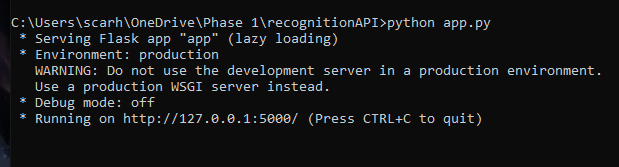 C:\Users\scarh\OneDrive\Phase 1\recognitionAPI>python app.py
 * Serving Flask app "app" (lazy loading)
 * Environment: production
   WARNING: Do not use the development server in a production environment.
   Use a production WSGI server instead.
 * Debug mode: off
 * Running on http://127.0.0.1:5000/ (Press CTRL+C to quit)